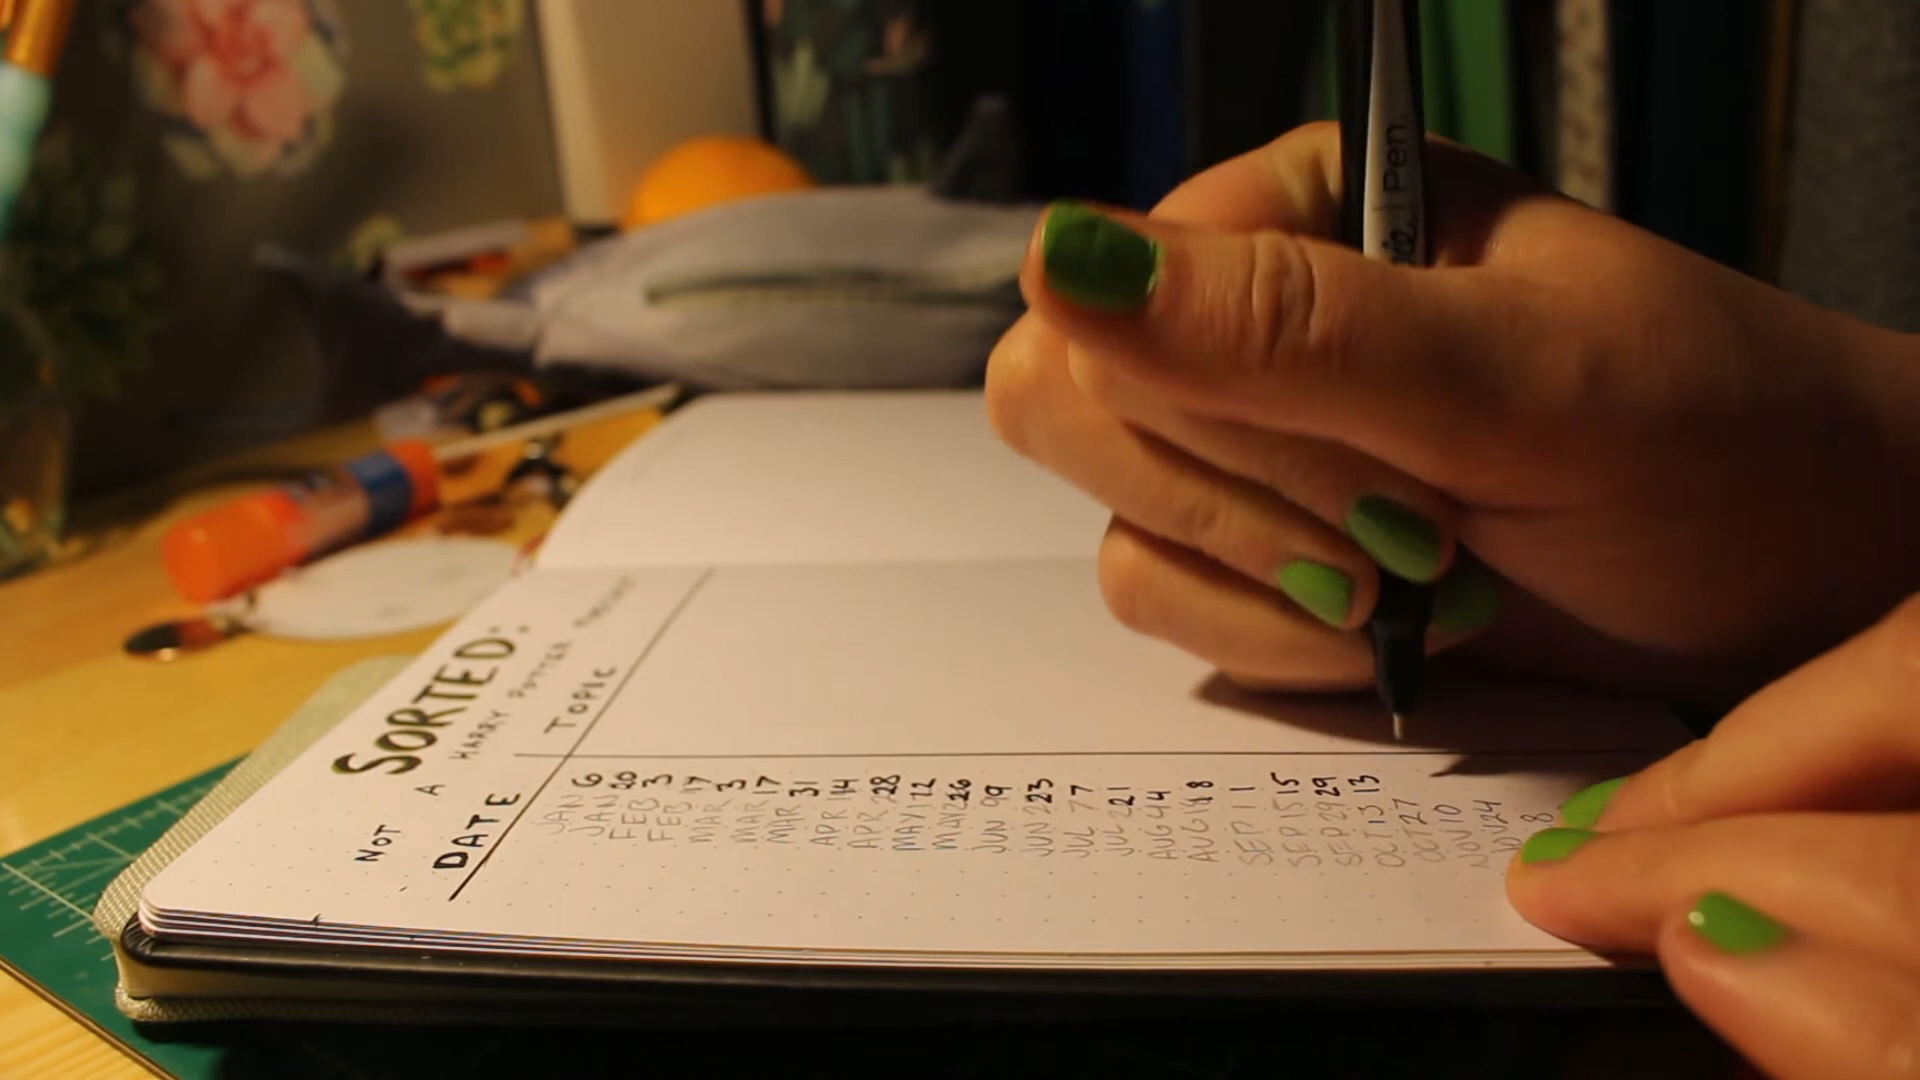 SORTED:
NOT A HARRY POTTER PODCAST
DATE TOPIC
JAN 6
JAN 20
FEB 3
FEB 17
MAR 3
MAR 17
MAR 31
APR 14
APR 28
MAY 12
MAY 26
JUN 9
JUN 23
JUL 7
JUL 21
AUG 4
AUG 18
SEP 1
SEP 15
SEP 29
OCT 13
OCT 27
NOV 10
NOV 24
8
Pen